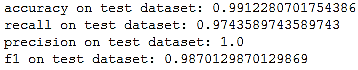 accuracy on test dataset: 0.9912280701754386
recall on test dataset: 0.9743589743589743
precision on test dataset: 1.0
f1 on test dataset: 0.9870129870129869